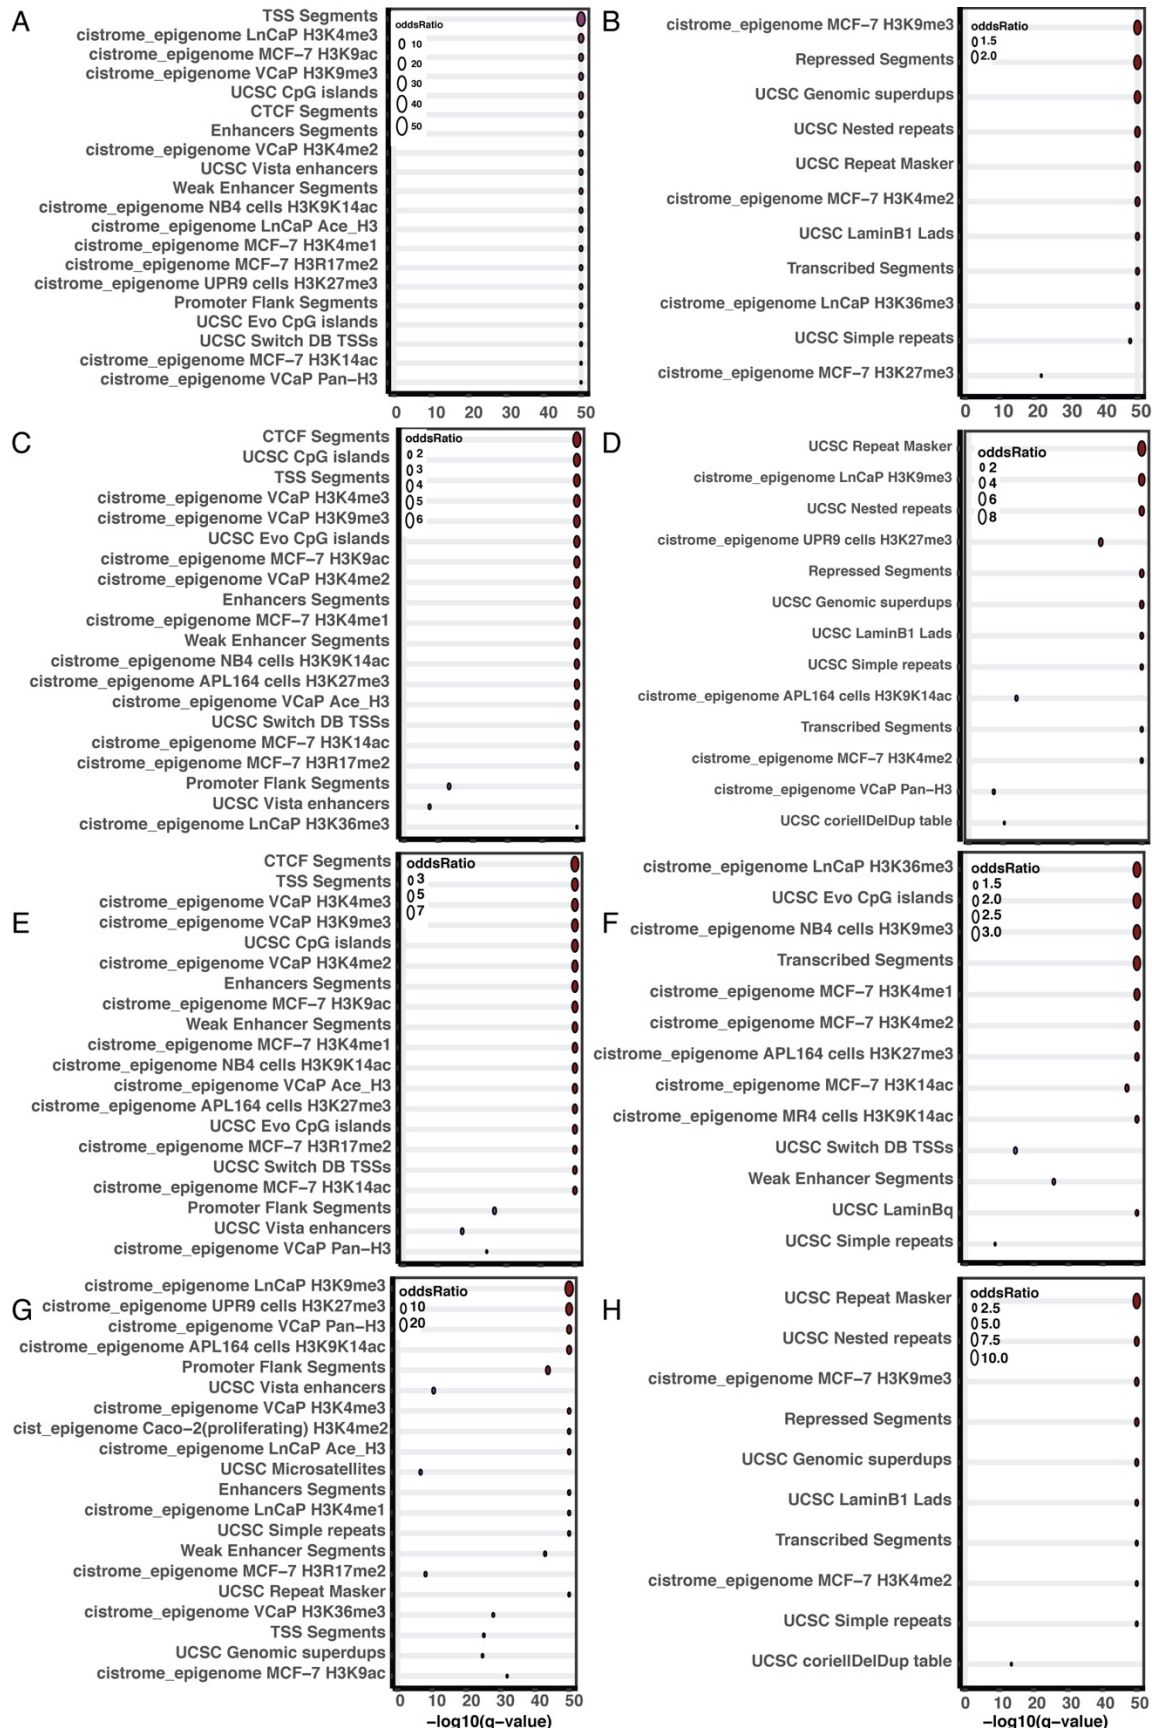 A
TSS Segments
cistrome_epigenome LnCaP H3K4me3
cistrome_epigenome MCF−7 H3K9ac
cistrome_epigenome VCaP H3K9me3
UCSC CpG islands
CTCF Segments
Enhancers Segments
cistrome_epigenome VCaP H3K4me2
UCSC Vista enhancers
Weak Enhancer Segments
cistrome_epigenome NB4 cells H3K9K14ac
cistrome_epigenome LnCaP Ace_H3
cistrome_epigenome MCF−7 H3K4me1
cistrome_epigenome MCF−7 H3R17me2
cistrome_epigenome UPR9 cells H3K27me3
Promoter Flank Segments
UCSC Evo CpG islands
UCSC Switch DB TSSs
cistrome_epigenome MCF−7 H3K14ac
cistrome_epigenome VCaP Pan−H3
oddsRatio
10
20
30
40
50
0 10 20 30 40 50
B
cistrome_epigenome MCF−7 H3K9me3
Repressed Segments
UCSC Genomic superdups
UCSC Nested repeats
UCSC Repeat Masker
cistrome_epigenome MCF−7 H3K4me2
UCSC LaminB1 Lads
Transcribed Segments
cistrome_epigenome LnCaP H3K36me3
UCSC Simple repeats
cistrome_epigenome MCF−7 H3K27me3
oddsRatio
1.5
2.0
0 10 20 30 40 50
C
CTCF Segments
UCSC CpG islands
TSS Segments
cistrome_epigenome VCaP H3K4me3
cistrome_epigenome VCaP H3K9me3
UCSC Evo CpG islands
cistrome_epigenome MCF−7 H3K9ac
cistrome_epigenome VCaP H3K4me2
Enhancers Segments
cistrome_epigenome MCF−7 H3K4me1
Weak Enhancer Segments
cistrome_epigenome NB4 cells H3K9K14ac
cistrome_epigenome APL164 cells H3K27me3
cistrome_epigenome VCaP Ace_H3
UCSC Switch DB TSSs
cistrome_epigenome MCF−7 H3K14ac
cistrome_epigenome MCF−7 H3R17me2
Promoter Flank Segments
UCSC Vista enhancers
cistrome_epigenome LnCaP H3K36me3
oddsRatio
2
3
4
5
6
D
UCSC Repeat Masker
cistrome_epigenome LnCaP H3K9me3
UCSC Nested repeats
cistrome_epigenome UPR9 cells H3K27me3
Repressed Segments
UCSC Genomic superdups
UCSC LaminB1 Lads
UCSC Simple repeats
cistrome_epigenome APL164 cells H3K9K14ac
Transcribed Segments
cistrome_epigenome MCF−7 H3K4me2
cistrome_epigenome VCaP Pan−H3
UCSC coriellDelDup table
oddsRatio
2
4
6
8
E
CTCF Segments
TSS Segments
cistrome_epigenome VCaP H3K4me3
cistrome_epigenome VCaP H3K9me3
UCSC CpG islands
cistrome_epigenome VCaP H3K4me2
Enhancers Segments
cistrome_epigenome MCF−7 H3K9ac
Weak Enhancer Segments
cistrome_epigenome MCF−7 H3K4me1
cistrome_epigenome NB4 cells H3K9K14ac
cistrome_epigenome VCaP Ace_H3
cistrome_epigenome APL164 cells H3K27me3
UCSC Evo CpG islands
cistrome_epigenome MCF−7 H3R17me2
UCSC Switch DB TSSs
cistrome_epigenome MCF−7 H3K14ac
Promoter Flank Segments
UCSC Vista enhancers
cistrome_epigenome VCaP Pan−H3
oddsRatio
3
5
7
F
cistrome_epigenome LnCaP H3K36me3
UCSC Evo CpG islands
cistrome_epigenome NB4 cells H3K9me3
Transcribed Segments
cistrome_epigenome MCF−7 H3K4me1
cistrome_epigenome MCF−7 H3K4me2
cistrome_epigenome APL164 cells H3K27me3
cistrome_epigenome MCF−7 H3K14ac
cistrome_epigenome MR4 cells H3K9K14ac
UCSC Switch DB TSSs
Weak Enhancer Segments
UCSC LaminBq
UCSC Simple repeats
oddsRatio
1.5
2.0
2.5
3.0
G
cistrome_epigenome LnCaP H3K9me3
cistrome_epigenome UPR9 cells H3K27me3
cistrome_epigenome VCaP Pan−H3
cistrome_epigenome APL164 cells H3K9K14ac
Promoter Flank Segments
UCSC Vista enhancers
cistrome_epigenome VCaP H3K4me3
cist_epigenome Caco−2(proliferating) H3K4me2
cistrome_epigenome LnCaP Ace_H3
UCSC Microsatellites
Enhancers Segments
cistrome_epigenome LnCaP H3K4me1
UCSC Simple repeats
Weak Enhancer Segments
cistrome_epigenome MCF−7 H3R17me2
UCSC Repeat Masker
cistrome_epigenome VCaP H3K36me3
TSS Segments
UCSC Genomic superdups
cistrome_epigenome MCF−7 H3K9ac
oddsRatio
10
20
0 10 20 30 40 50
−log10(q−value)
H
UCSC Repeat Masker
UCSC Nested repeats
cistrome_epigenome MCF−7 H3K9me3
Repressed Segments
UCSC Genomic superdups
UCSC LaminB1 Lads
Transcribed Segments
cistrome_epigenome MCF−7 H3K4me2
UCSC Simple repeats
UCSC coriellDelDup table
oddsRatio
2.5
5.0
7.5
10.0
0 10 20 30 40 50
−log10(q−value)